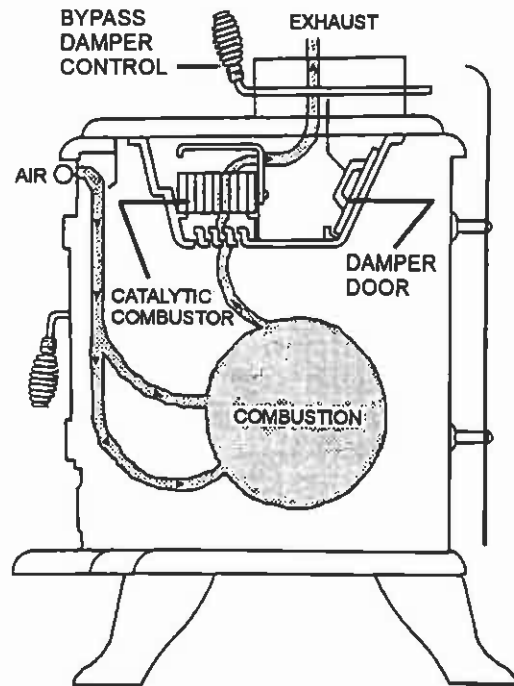 BYPASS
DAMPER
CONTROL
EXHAUST
AIR
CATALYTIC
COMBUSTOR
DAMPER
DOOR
COMBUSTION